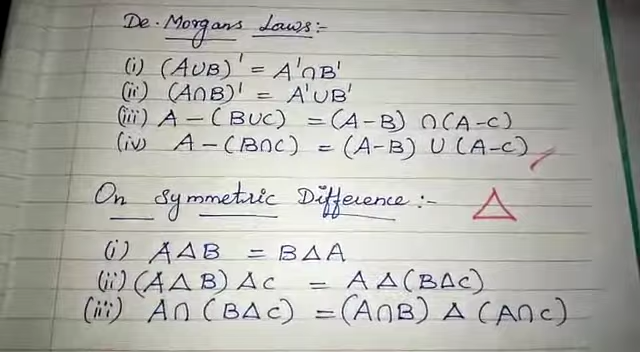 De-Morgans Laws:-
(i) (A∪B)' = A'∩B'
(ii) (A∩B)' = A'∪B'
(iii) A - (B∪C) = (A-B) ∩ (A-C)
(iv) A - (B∩C) = (A-B) ∪ (A-C)
On Symmetric Difference :- △
(i) A△B = B△A
(ii) (A△B)△C = A△(B△C)
(iii) A∩(B△C) = (A∩B) △ (A∩C)